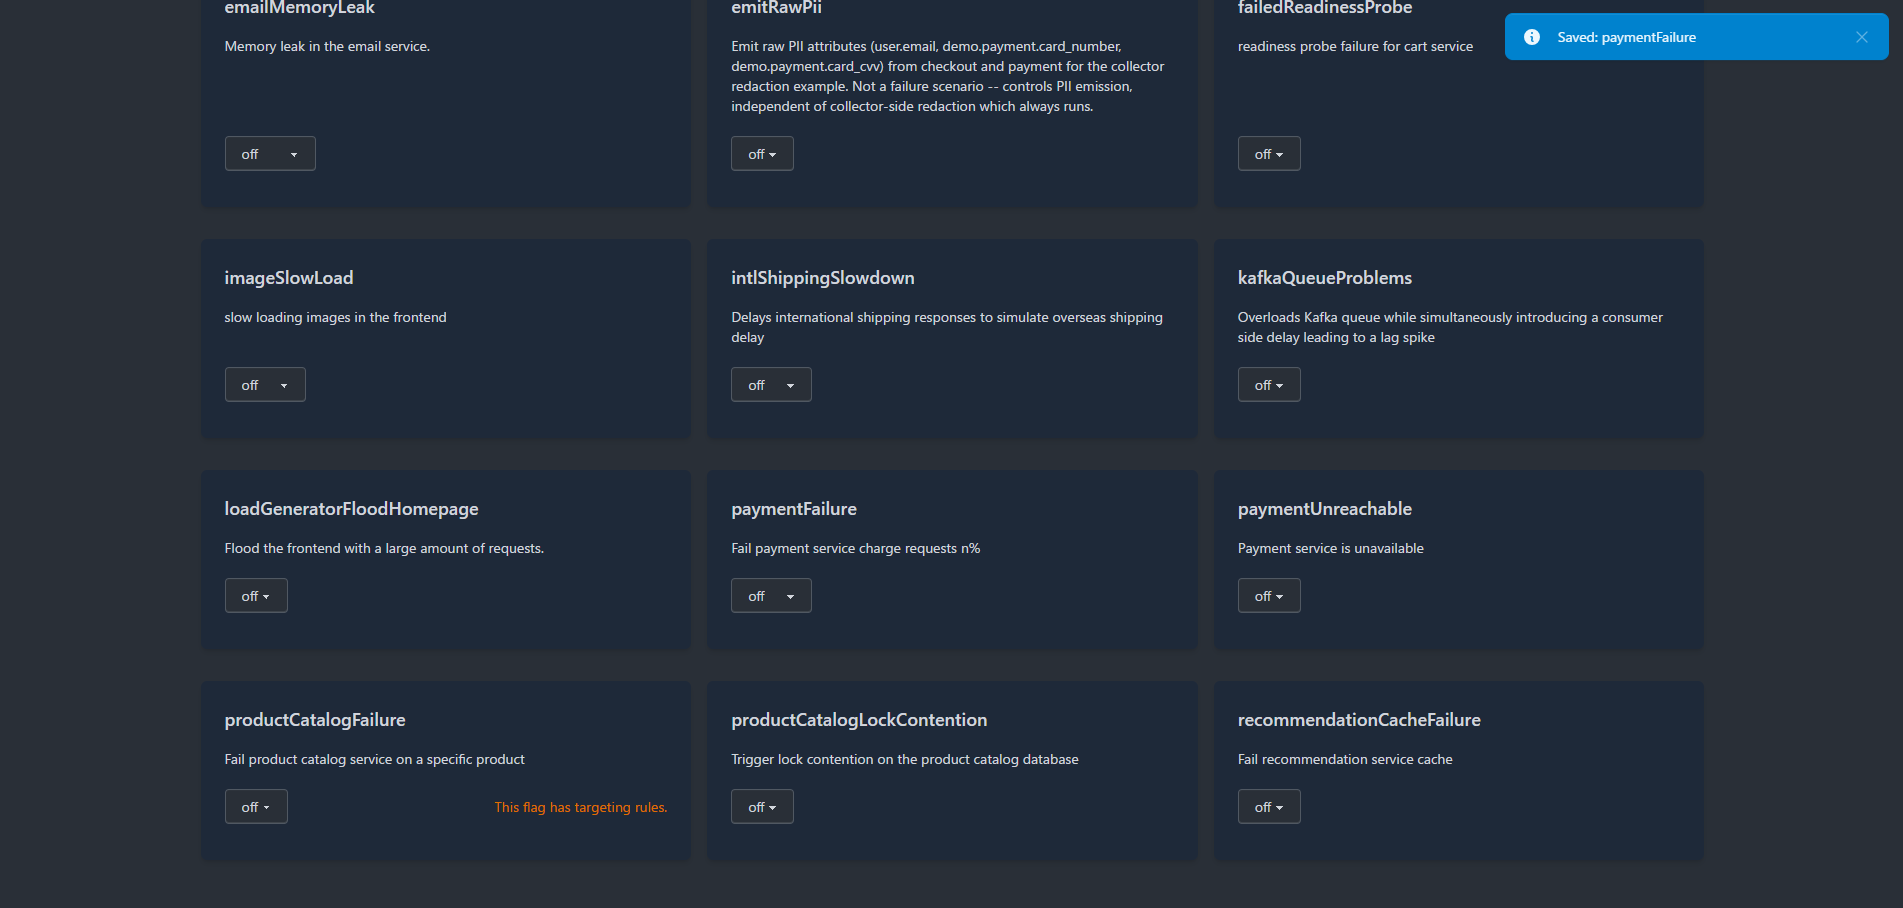 emailMemoryLeak
Memory leak in the email service.
off
emitRawPii
Emit raw PII attributes (user.email, demo.payment.card_number,
demo.payment.card_cvv) from checkout and payment for the collector
redaction example. Not a failure scenario -- controls PII emission,
independent of collector-side redaction which always runs.
off
failedReadinessProbe
readiness probe failure for cart service
off
Saved: paymentFailure
imageSlowLoad
slow loading images in the frontend
off
intlShippingSlowdown
Delays international shipping responses to simulate overseas shipping
delay
off
kafkaQueueProblems
Overloads Kafka queue while simultaneously introducing a consumer
side delay leading to a lag spike
off
loadGeneratorFloodHomepage
Flood the frontend with a large amount of requests.
off
paymentFailure
Fail payment service charge requests n%
off
paymentUnreachable
Payment service is unavailable
off
productCatalogFailure
Fail product catalog service on a specific product
off
This flag has targeting rules.
productCatalogLockContention
Trigger lock contention on the product catalog database
off
recommendationCacheFailure
Fail recommendation service cache
off